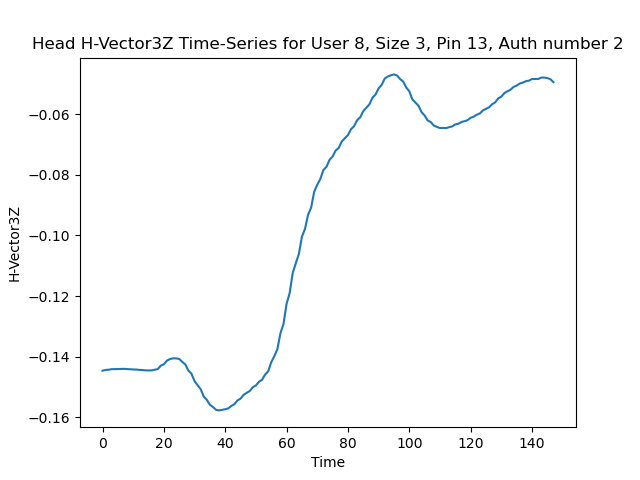 Head H-Vector3Z Time-Series for User 8, Size 3, Pin 13, Auth number 2
−0.06
−0.08
−0.10
−0.12
−0.14
−0.16
H-Vector3Z
0 20 40 60 80 100 120 140
Time